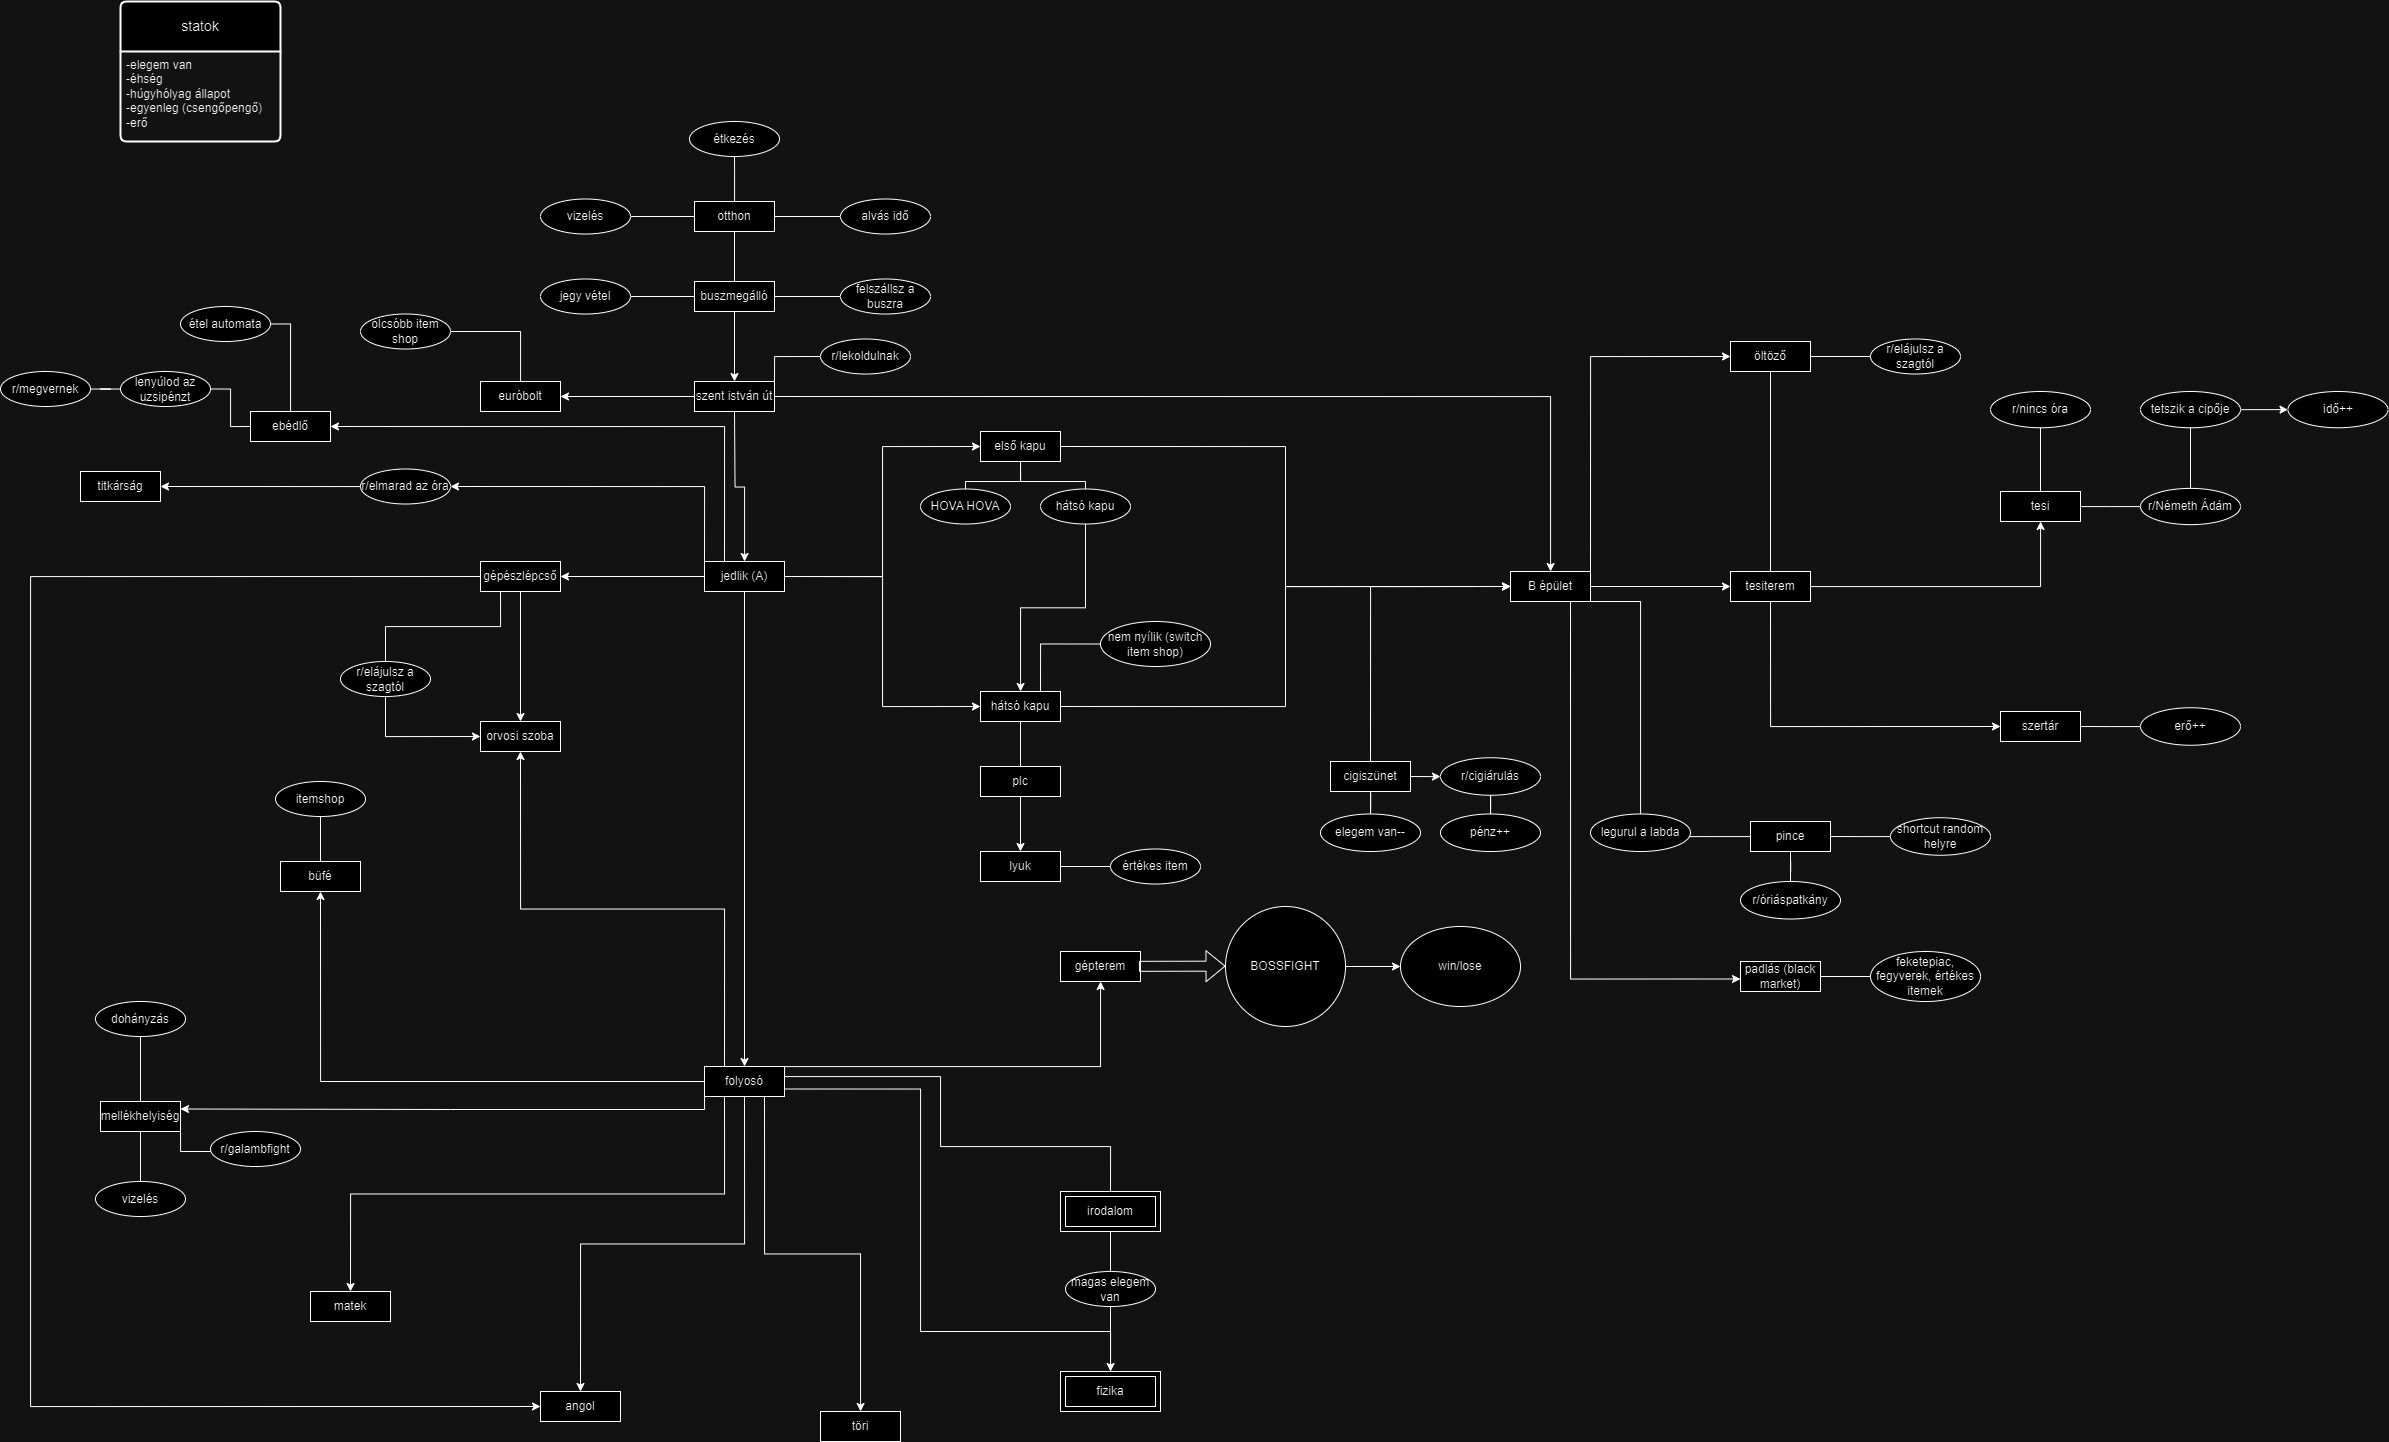 statok
-elegem van
-éhség
-húgyhólyag állapot
-egyenleg (csengőpengő)
-erő
étkezés
vizelés
otthon
alvás idő
jegy vétel
buszmegálló
felszállsz a
buszra
étel automata
olcsóbb item
shop
r/lekoldulnak
öltöző
r/elájulsz a
szagtól
r/megvernek
lenyúlod az
uzsipénzt
euróbolt
szent istván út
r/nincs óra
tetszik a cipője
idő++
ebédlő
első kapu
titkárság
r/elmarad az óra
HOVA HOVA
hátsó kapu
tesi
r/Németh Ádám
gépészlépcső
jedlik (A)
B épület
tesiterem
nem nyílik (switch
item shop)
r/elájulsz a
szagtól
hátsó kapu
orvosi szoba
szertár
erő++
plc
cigiszünet
r/cigiárulás
itemshop
elegem van--
pénz++
legurul a labda
pince
shortcut random
helyre
büfé
lyuk
értékes item
r/óriáspatkány
gépterem
BOSSFIGHT
win/lose
padlás (black
market)
feketepiac,
fegyverek, értékes
itemek
dohányzás
folyosó
mellékhelyiség
r/galambfight
vizelés
irodalom
magas elegem
van
matek
fizika
angol
töri